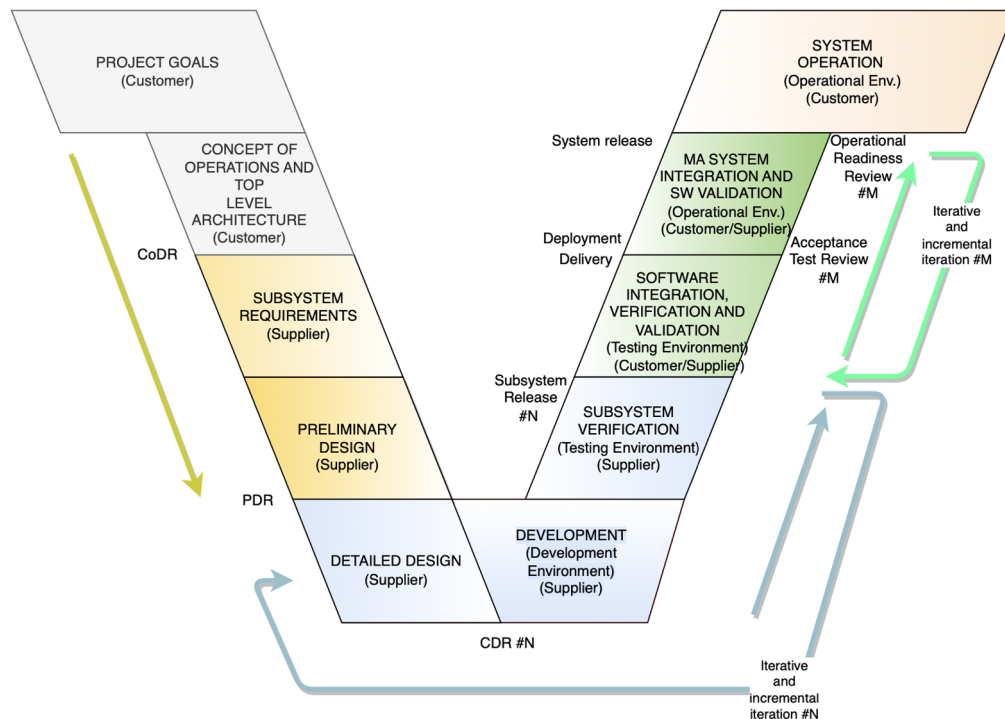 PROJECT GOALS
(Customer)
CONCEPT OF
OPERATIONS AND
TOP
LEVEL
ARCHITECTURE
(Customer)
CoDR
SUBSYSTEM
REQUIREMENTS
(Supplier)
PRELIMINARY
DESIGN
(Supplier)
PDR
DETAILED DESIGN
(Supplier)
CDR #N
DEVELOPMENT
(Development
Environment)
(Supplier)
Subsystem
Release
#N
SUBSYSTEM
VERIFICATION
(Testing Environment)
(Supplier)
Delivery
SOFTWARE
INTEGRATION,
VERIFICATION AND
VALIDATION
(Testing Environment)
(Customer/Supplier)
Deployment
Acceptance
Test Review
#M
MA SYSTEM
INTEGRATION AND
SW VALIDATION
(Operational Env.)
(Customer/Supplier)
System release
Operational
Readiness
Review
#M
SYSTEM
OPERATION
(Operational Env.)
(Customer)
Iterative
and
incremental
iteration #M
Iterative
and
incremental
iteration #N